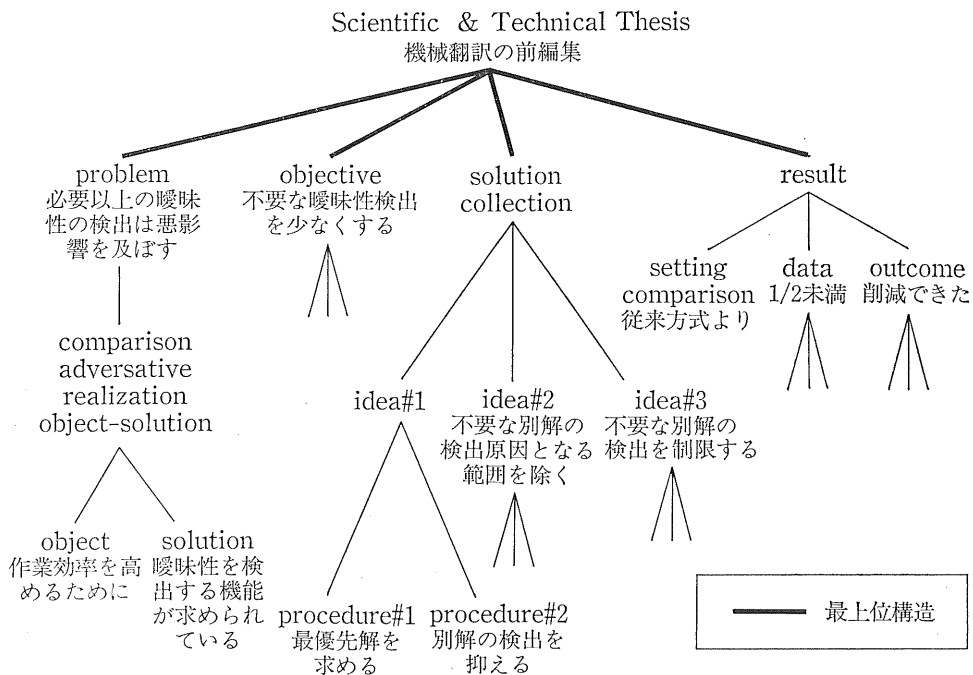 Scientific & Technical Thesis
機械翻訳の前編集
problem
必要以上の曖昧
性の検出は悪影
響を及ぼす
objective
不要な曖昧性検出
を少なくする
solution
collection
result
setting
comparison
従来方式より
data
1/2未満
outcome
削減できた
comparison
adversative
realization
object-solution
idea#1
idea#2
不要な別解の
検出原因となる
範囲を除く
idea#3
不要な別解の
検出を制限する
object
作業効率を高
めるために
solution
曖昧性を検
出する機能
が求められ
ている
procedure#1
最優先解を
求める
procedure#2
別解の検出を
抑える
最上位構造